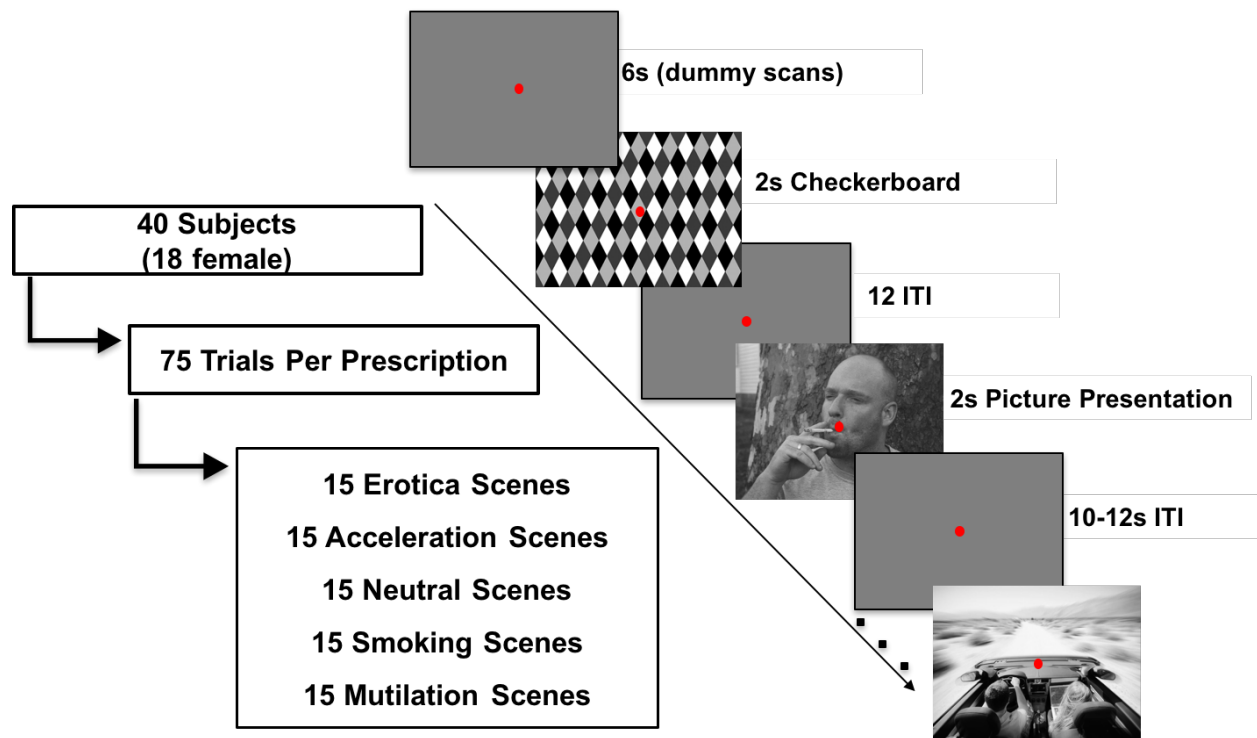 6s (dummy scans)
2s Checkerboard
40 Subjects
(18 female)
12 ITI
75 Trials Per Prescription
2s Picture Presentation
15 Erotica Scenes
15 Acceleration Scenes
15 Neutral Scenes
15 Smoking Scenes
15 Mutilation Scenes
10-12s ITI